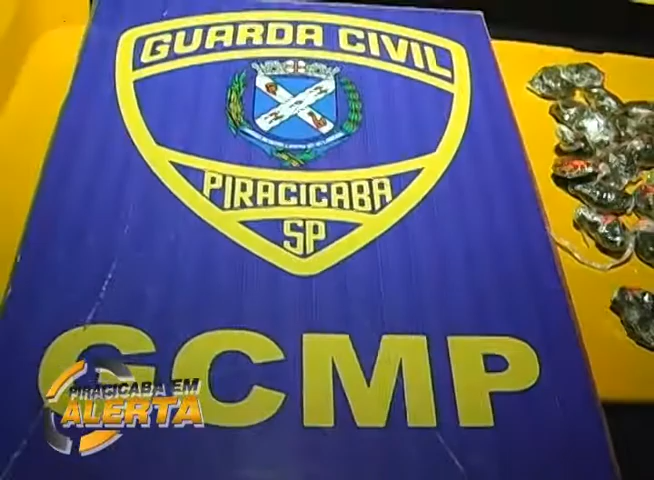 GUARDA CIVIL
PIRACICABA
SP
GCMP
PIRACICABA EM
ALERTA